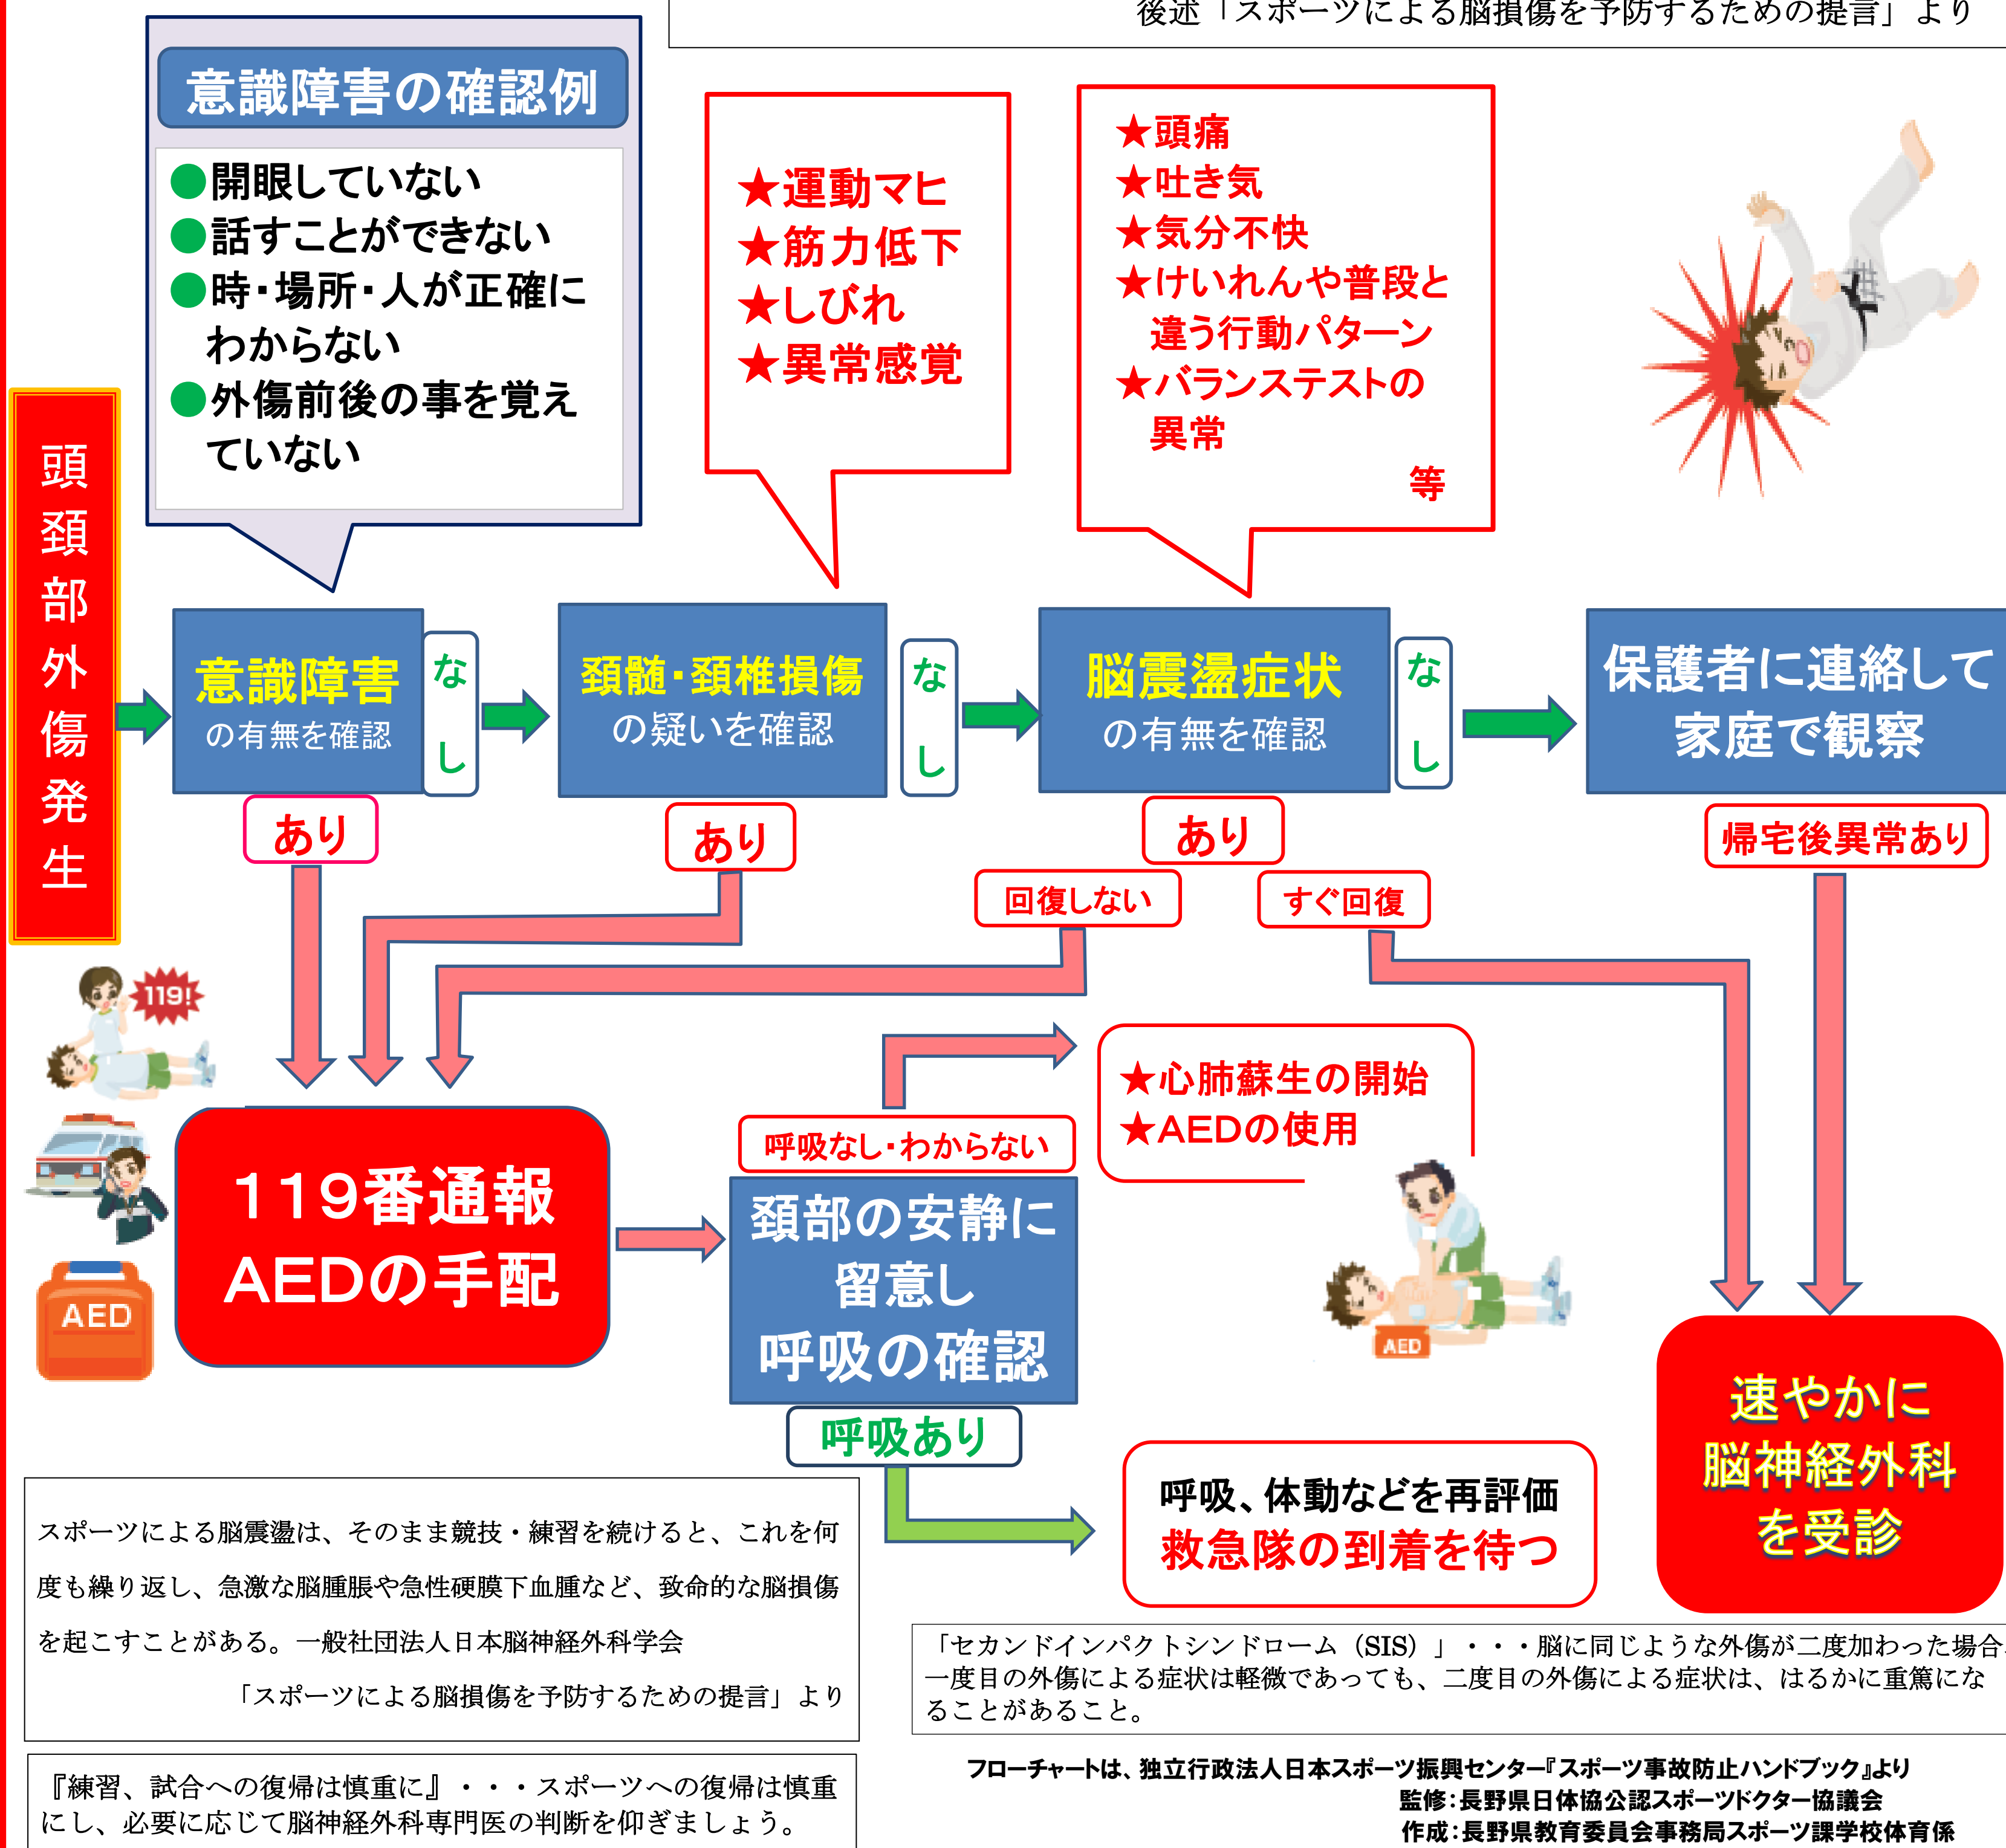 後述「スポーツによる脳損傷を予防するための提言」より
意識障害の確認例
●開眼していない
●話すことができない
●時・場所・人が正確に
わからない
●外傷前後の事を覚え
ていない
★運動マヒ
★筋力低下
★しびれ
★異常感覚
★頭痛
★吐き気
★気分不快
★けいれんや普段と
違う行動パターン
★バランステストの
異常
等
頭頚部外傷発生
意識障害
の有無を確認
なし
頚髄・頚椎損傷
の疑いを確認
なし
脳震盪症状
の有無を確認
なし
保護者に連絡して
家庭で観察
あり
あり
あり
帰宅後異常あり
回復しない
すぐ回復
119!
119番通報
AEDの手配
AED
呼吸なし・わからない
頚部の安静に
留意し
呼吸の確認
呼吸あり
★心肺蘇生の開始
★AEDの使用
AED
呼吸、体動などを再評価
救急隊の到着を待つ
速やかに
脳神経外科
を受診
スポーツによる脳震盪は、そのまま競技・練習を続けると、これを何
度も繰り返し、急激な脳腫脹や急性硬膜下血腫など、致命的な脳損傷
を起こすことがある。一般社団法人日本脳神経外科学会
「スポーツによる脳損傷を予防するための提言」より
「セカンドインパクトシンドローム（SIS）」・・・脳に同じような外傷が二度加わった場合、
一度目の外傷による症状は軽微であっても、二度目の外傷による症状は、はるかに重篤にな
ることがあること。
『練習、試合への復帰は慎重に』・・・スポーツへの復帰は慎重
にし、必要に応じて脳神経外科専門医の判断を仰ぎましょう。
フローチャートは、独立行政法人日本スポーツ振興センター『スポーツ事故防止ハンドブック』より
監修：長野県日体協公認スポーツドクター協議会
作成：長野県教育委員会事務局スポーツ課学校体育係